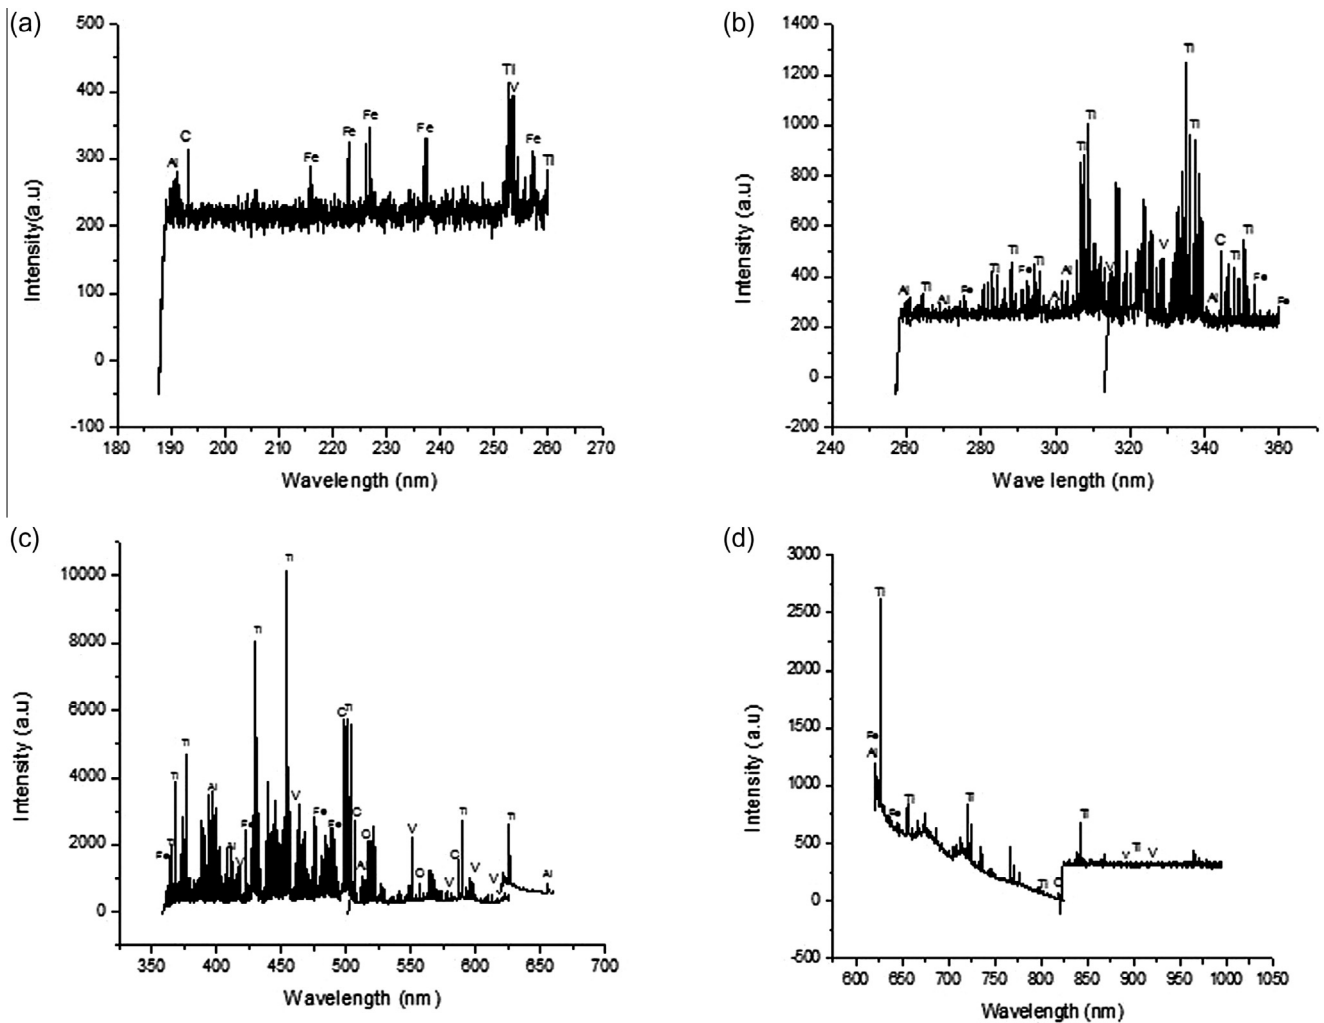 (a)
500
400
300
200
100
0
-100
Intensity(a.u)
Al
C
Fe
Fe
Fe
Fe
Ti
V
Fe
Ti
180 190 200 210 220 230 240 250 260 270
Wavelength (nm)
(b)
1400
1200
1000
800
600
400
200
0
-200
Intensity (a.u)
Al
Ti
Al
Fe
Ti
Ti
Fe
Ti
Al
Ti
Ti
V
V
Ti
Ti
Al
C
Ti
Ti
Fe
Fe
240 260 280 300 320 340 360
Wave length (nm)
(c)
10000
8000
6000
4000
2000
0
Intensity (a.u)
Fe
Ti
Ti
Ti
Al
Al
V
Fe
Ti
Ti
V
Fe
Fe
C
Ti
C
Al
V
C
V
C
Ti
V
V
Ti
Al
350 400 450 500 550 600 650 700
Wavelength (nm)
(d)
3000
2500
2000
1500
1000
500
0
-500
Intensity (a.u)
Ti
Fe
Al
Fe
Ti
Ti
Ti
C
Ti
V
Ti
V
600 650 700 750 800 850 900 950 1000 1050
Wavelength (nm)